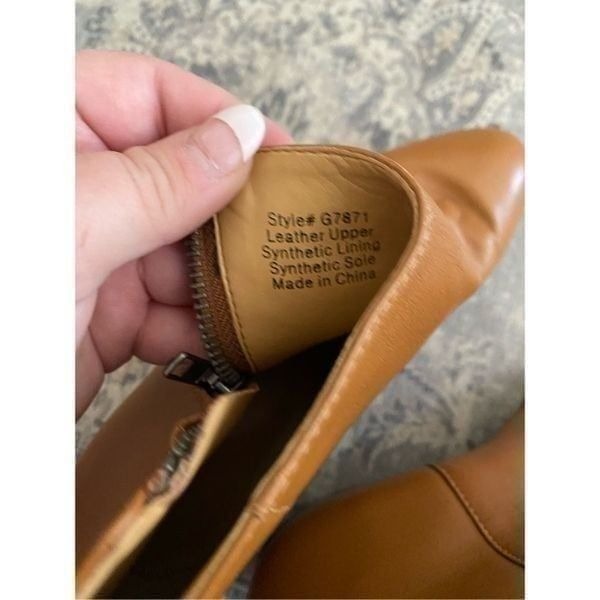 Style# G7871
Leather Upper
Synthetic Lining
Synthetic Sole
Made in China